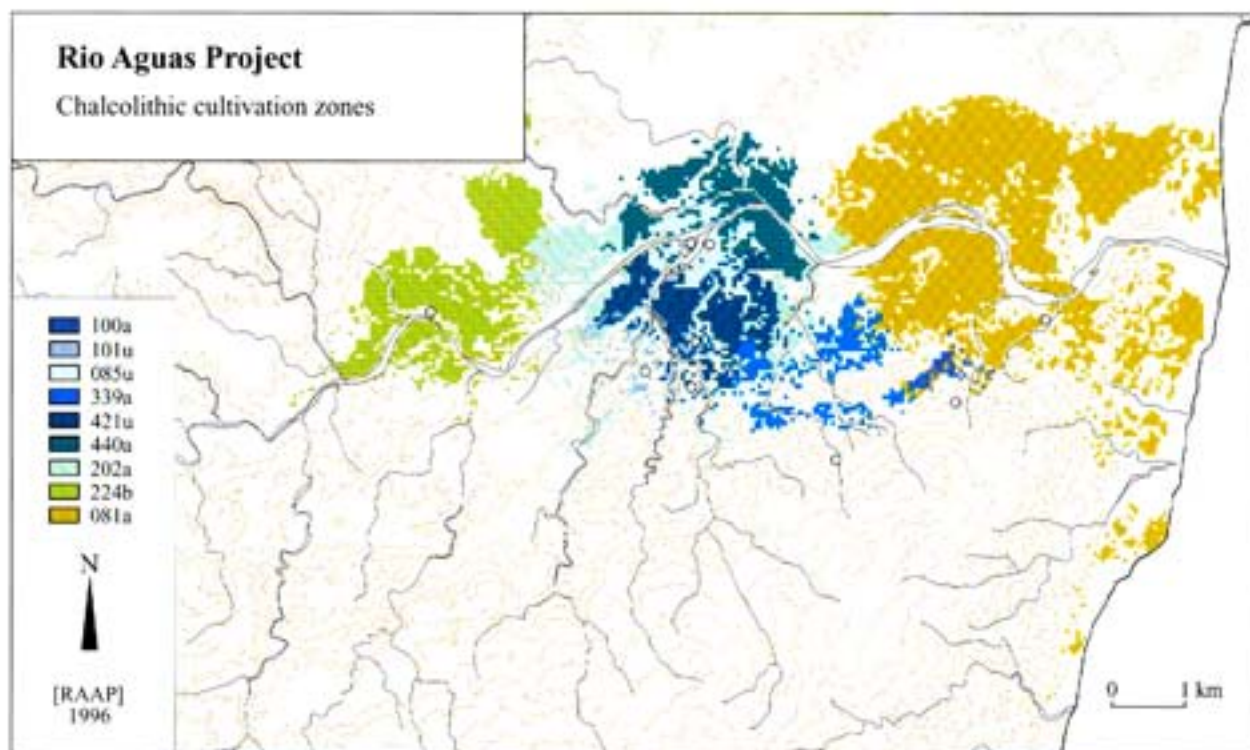 Rio Aguas Project
Chalcolithic cultivation zones
100a
101u
085u
339a
421u
440a
202a
224b
081a
N
[RAAP]
1996
0 1 km